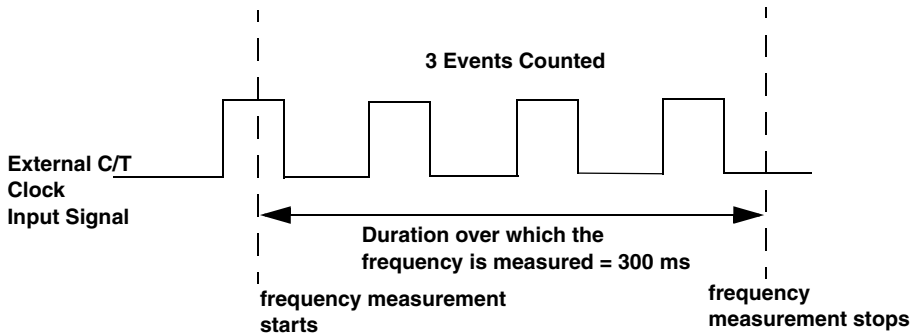 3 Events Counted
External C/T
Clock
Input Signal
Duration over which the
frequency is measured = 300 ms
frequency measurement
starts
frequency
measurement stops